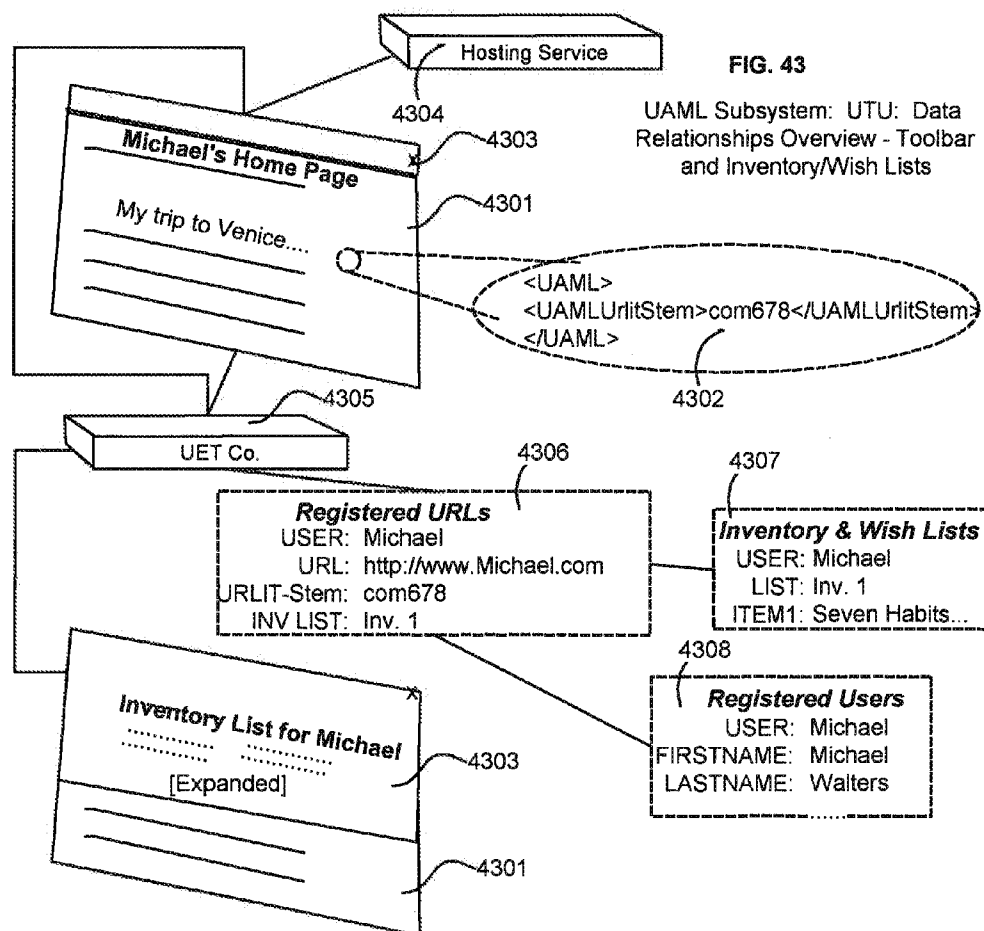 Hosting Service
FIG. 43
4304
UAML Subsystem: UTU: Data
Relationships Overview - Toolbar
and Inventory/Wish Lists
4303
x
Michael's Home Page
4301
My trip to Venice....
<UAML>
<UAMLUrlitStem>com678</UAMLUrlitStem>
</UAML>
4302
4305
UET Co.
4306
Registered URLs
USER: Michael
URL: http://www.Michael.com
URLIT-Stem: com678
INV LIST: Inv. 1
4307
Inventory & Wish Lists
USER: Michael
LIST: Inv. 1
ITEM1: Seven Habits...
4308
Registered Users
USER: Michael
FIRSTNAME: Michael
LASTNAME: Walters
......
x
Inventory List for Michael
4303
[Expanded]
4301